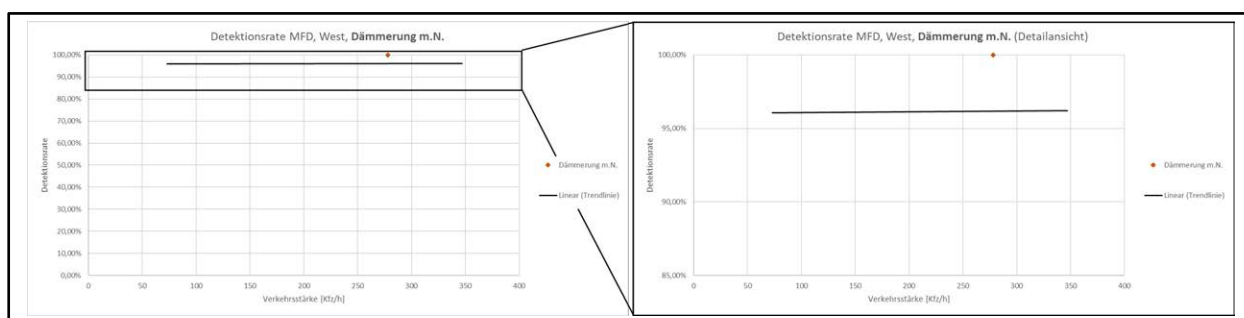 Detektionsrate MFD, West, Dämmerung m.N.
100,00%
90,00%
80,00%
70,00%
60,00%
50,00%
40,00%
30,00%
20,00%
10,00%
0,00%
Detektionsrate
0 50 100 150 200 250 300 350 400
Verkehrsstärke [Kfz/h]
Dämmerung m.N.
Linear (Trendlinie)
Detektionsrate MFD, West, Dämmerung m.N. (Detailansicht)
100,00%
95,00%
90,00%
85,00%
Detektionsrate
0 50 100 150 200 250 300 350 400
Verkehrsstärke [Kfz/h]
Dämmerung m.N.
Linear (Trendlinie)